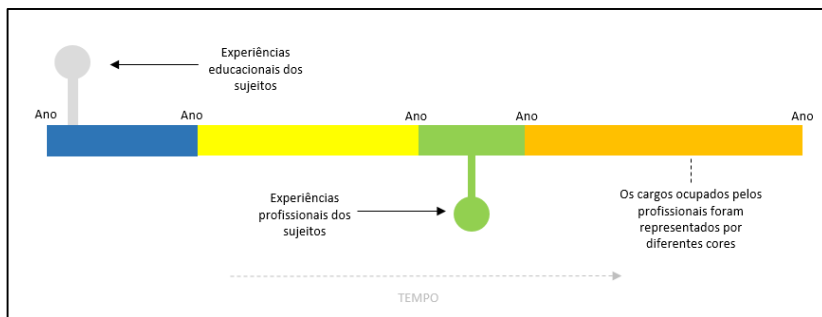 Experiências
educacionais dos
sujeitos
Ano
Ano
Ano
Ano
Ano
Experiências
profissionais dos
sujeitos
Os cargos ocupados pelos
profissionais foram
representados por
diferentes cores
TEMPO